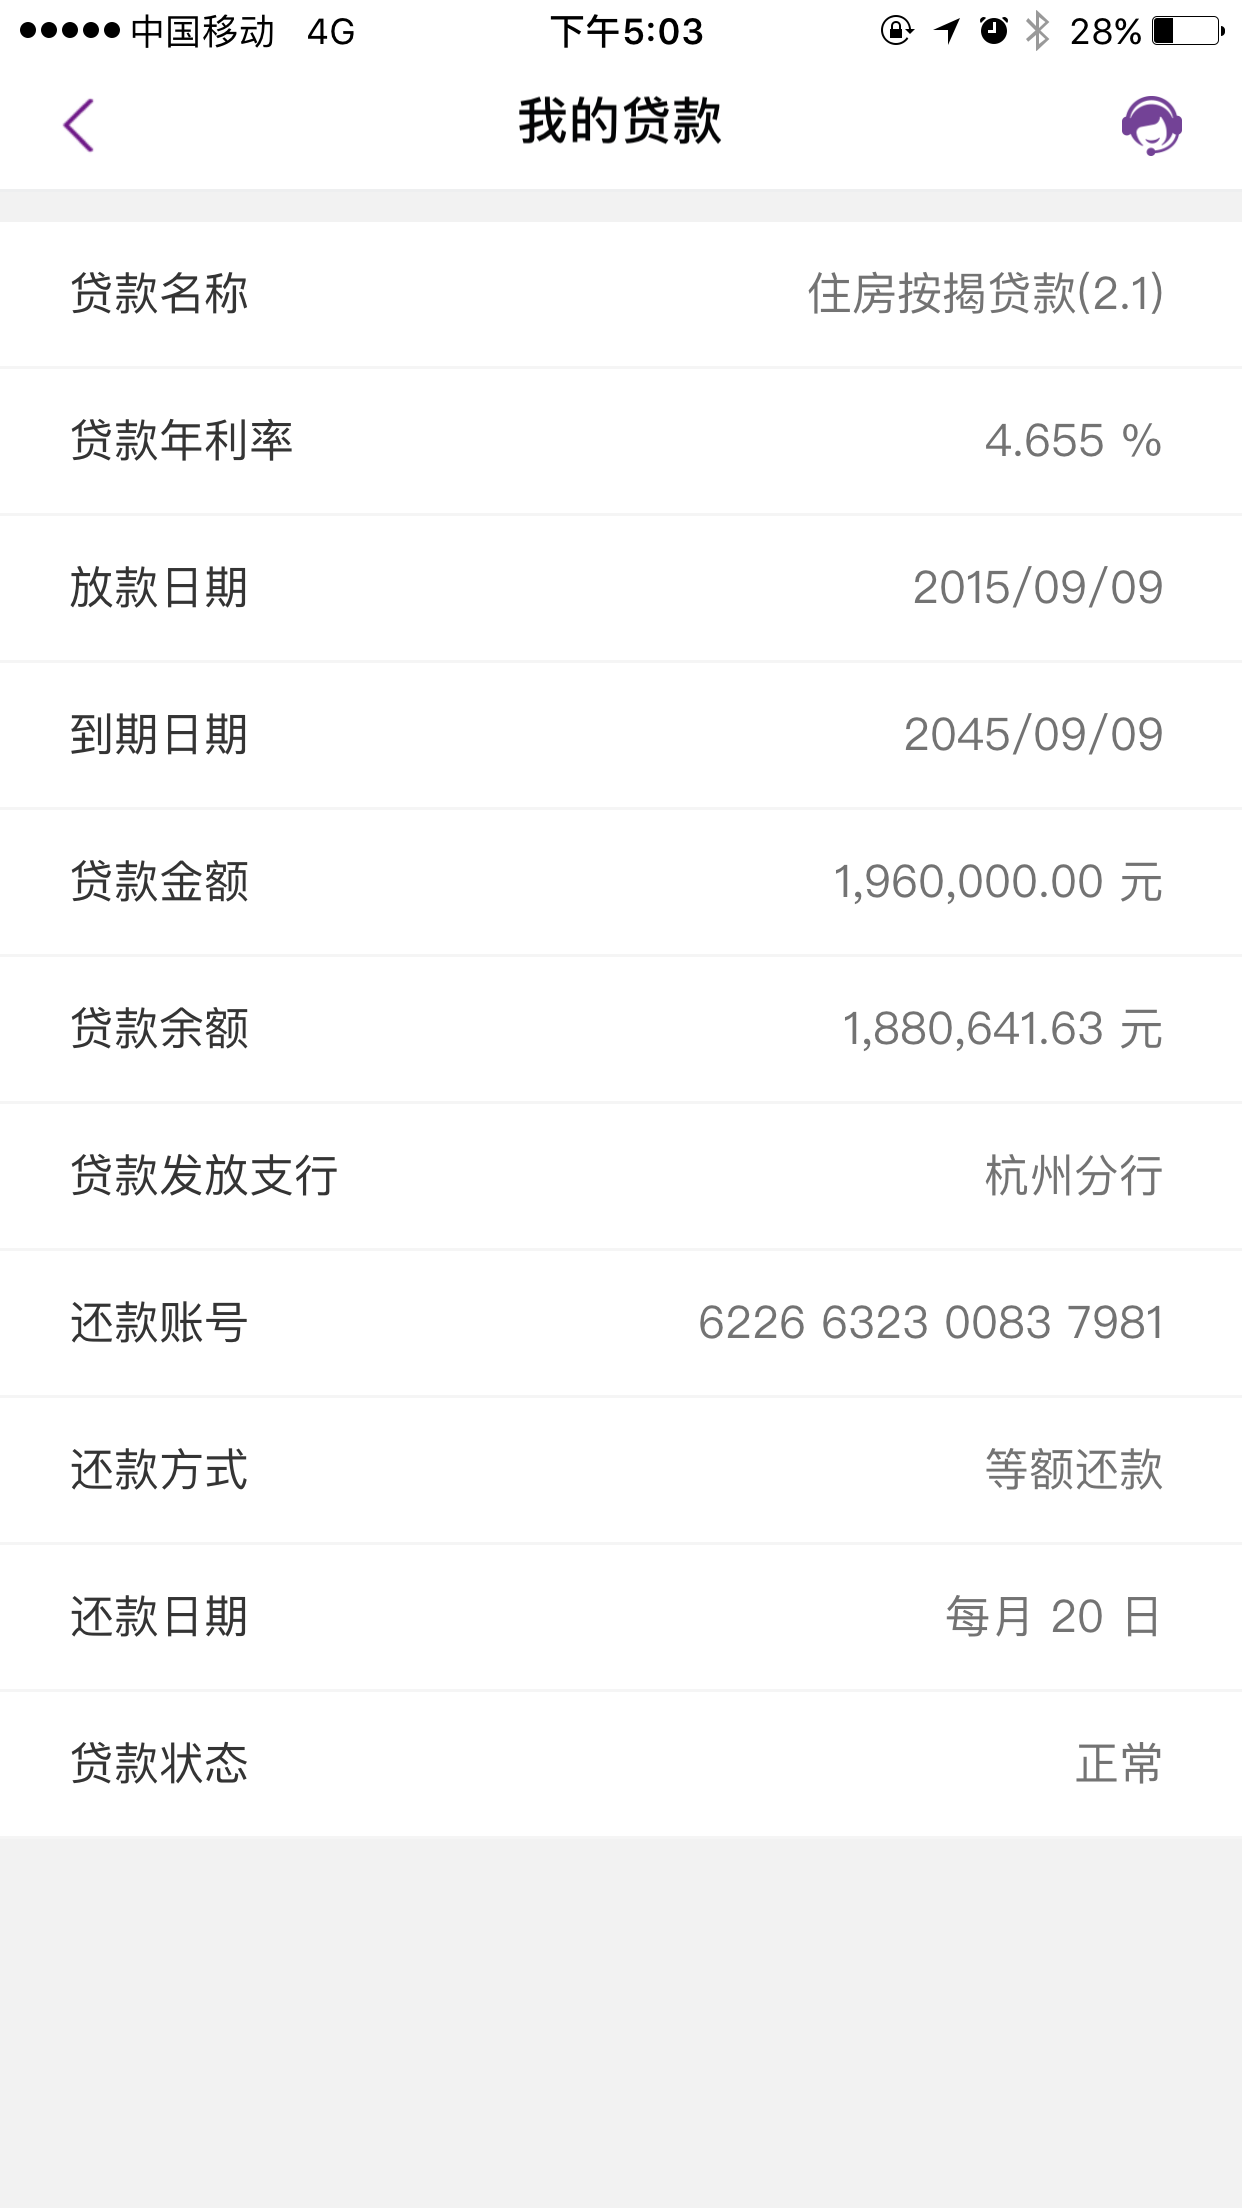 中国移动 4G 下午5:03 28%
我的贷款
贷款名称 住房按揭贷款(2.1)
贷款年利率 4.655 %
放款日期 2015/09/09
到期日期 2045/09/09
贷款金额 1,960,000.00 元
贷款余额 1,880,641.63 元
贷款发放支行 杭州分行
还款账号 6226 6323 0083 7981
还款方式 等额还款
还款日期 每月 20 日
贷款状态 正常